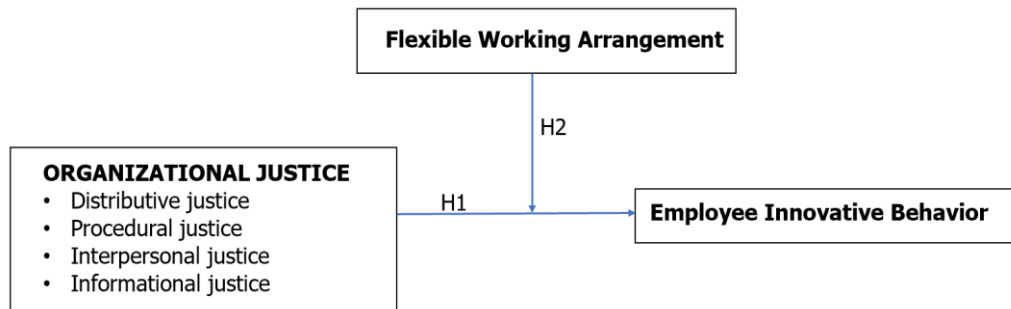 Flexible Working Arrangement
H2
ORGANIZATIONAL JUSTICE
• Distributive justice
• Procedural justice
• Interpersonal justice
• Informational justice
H1
Employee Innovative Behavior